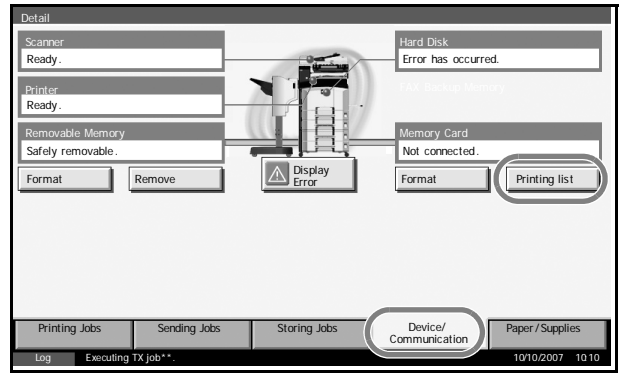 Detail
Scanner
Ready.
Hard Disk
Error has occurred.
Printer
Ready.
FAX Backup Memory
Removable Memory
Safely removable.
Memory Card
Not connected.
Format
Remove
Display
Error
Format
Printing list
Printing Jobs
Sending Jobs
Storing Jobs
Device/
Communication
Paper/Supplies
Log
Executing TX job**.
10/10/2007 10:10